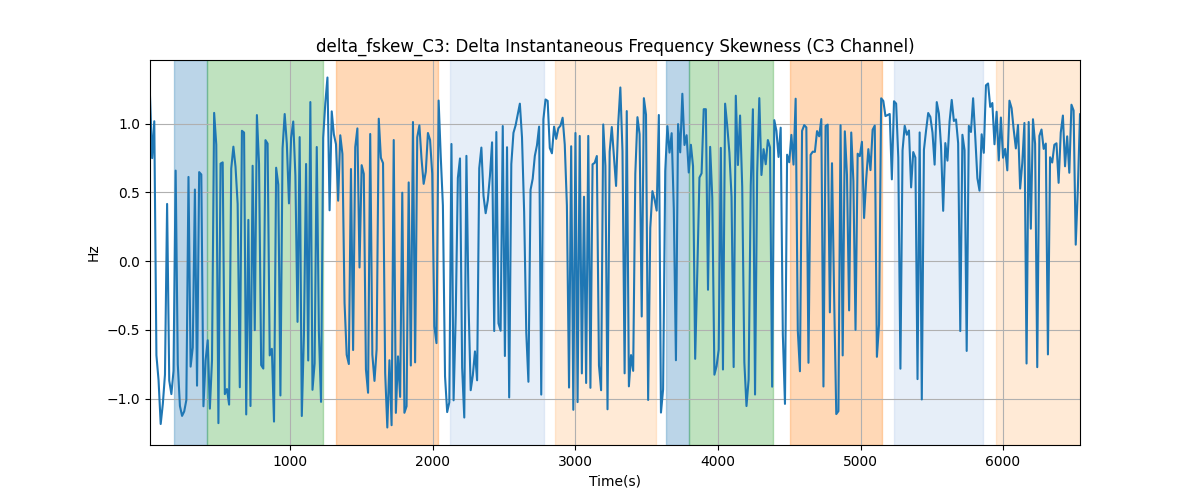 delta_fskew_C3: Delta Instantaneous Frequency Skewness (C3 Channel)
1.0
0.5
0.0
−0.5
−1.0
Hz
1000 2000 3000 4000 5000 6000
Time(s)